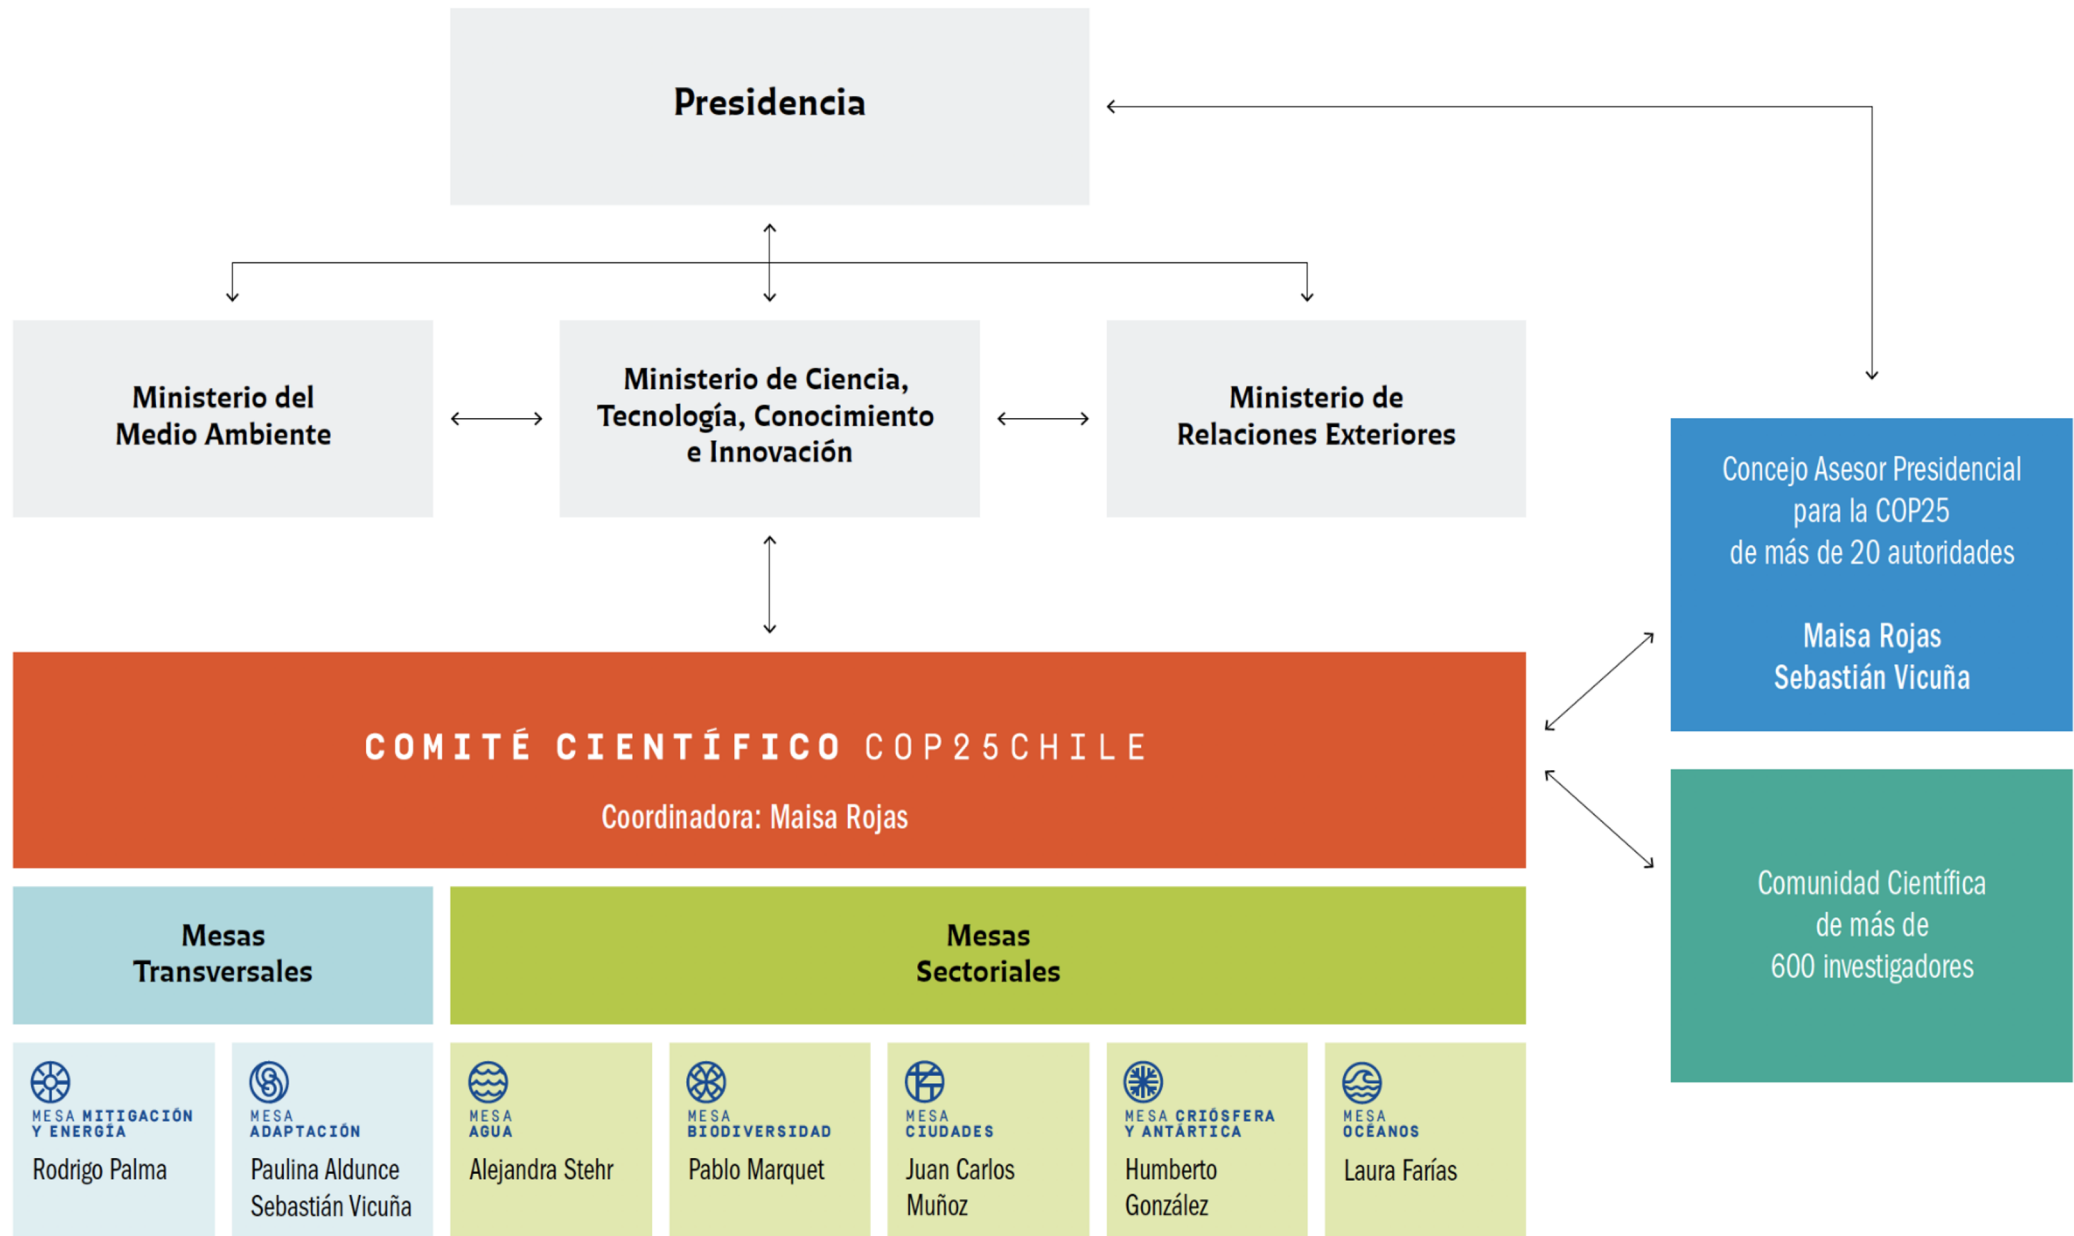 Presidencia
Ministerio del
Medio Ambiente
Ministerio de Ciencia,
Tecnología, Conocimiento
e Innovación
Ministerio de
Relaciones Exteriores
Concejo Asesor Presidencial
para la COP25
de más de 20 autoridades
Maisa Rojas
Sebastián Vicuña
COMITÉ CIENTÍFICO COP25CHILE
Coordinadora: Maisa Rojas
Comunidad Científica
de más de
600 investigadores
Mesas
Transversales
Mesas
Sectoriales
MESA MITIGACIÓN
Y ENERGÍA
Rodrigo Palma
MESA
ADAPTACIÓN
Paulina Aldunce
Sebastián Vicuña
MESA
AGUA
Alejandra Stehr
MESA
BIODIVERSIDAD
Pablo Marquet
MESA
CIUDADES
Juan Carlos
Muñoz
MESA CRIÓSFERA
Y ANTÁRTICA
Humberto
González
MESA
OCÉANOS
Laura Farías